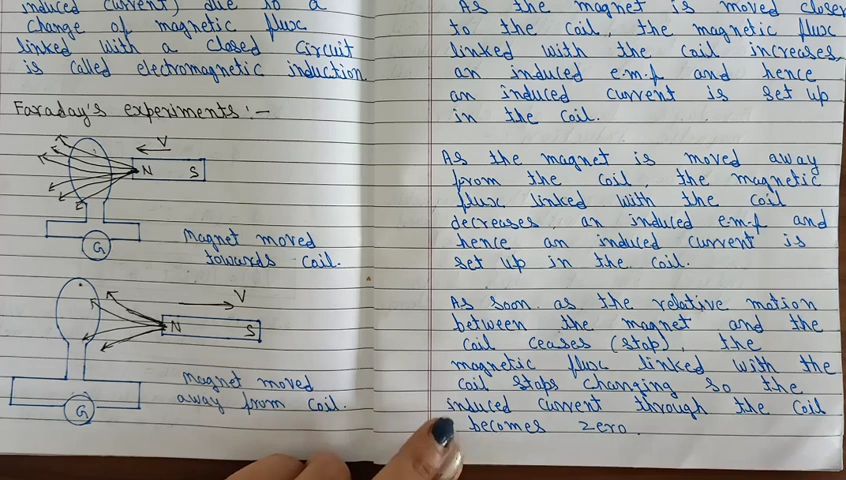 induced current) due to a
change of magnetic flux
linked with a closed circuit
is called electromagnetic induction
Faraday's experiments :-
V
N S
G
Magnet moved
towards coil.
V
N S
G
Magnet moved
away from coil.
As the magnet is moved closer
to the coil, the magnetic flux
linked with the coil increases,
an induced e.m.f and hence
an induced current is set up
in the coil.
As the magnet is moved away
from the coil, the magnetic
flux linked with the coil
decreases, an induced e.m.f and
hence an induced current is
set up in the coil.
As soon as the relative motion
between the magnet and the
coil ceases (stop), the
magnetic flux linked with the
coil stops changing so the
induced current through the coil
becomes zero.